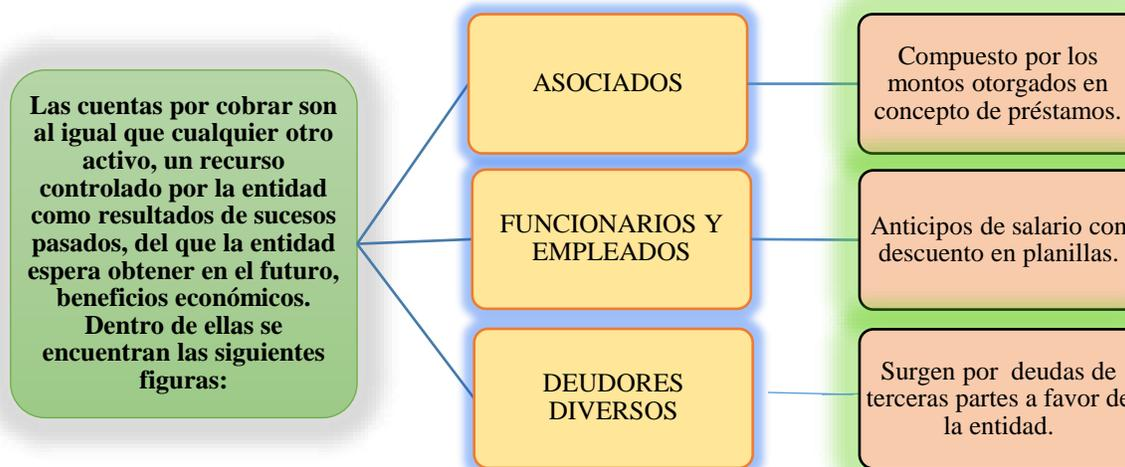 Las cuentas por cobrar son
al igual que cualquier otro
activo, un recurso
controlado por la entidad
como resultados de sucesos
pasados, del que la entidad
espera obtener en el futuro,
beneficios económicos.
Dentro de ellas se
encuentran las siguientes
figuras:
ASOCIADOS
Compuesto por los
montos otorgados en
concepto de préstamos.
FUNCIONARIOS Y
EMPLEADOS
Anticipos de salario con
descuento en planillas.
DEUDORES
DIVERSOS
Surgen por deudas de
terceras partes a favor de
la entidad.